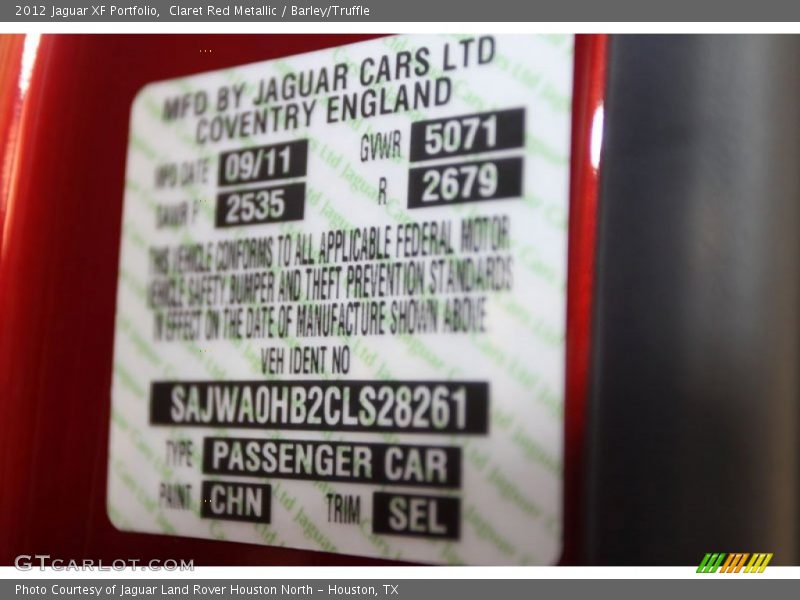 2012 Jaguar XF Portfolio,  Claret Red Metallic / Barley/Truffle
MFD BY JAGUAR CARS LTD
COVENTRY ENGLAND
MFD DATE 09/11 GVWR 5071
GAWR F 2535 R 2679
THIS VEHICLE CONFORMS TO ALL APPLICABLE FEDERAL MOTOR
VEHICLE SAFETY BUMPER AND THEFT PREVENTION STANDARDS
IN EFFECT ON THE DATE OF MANUFACTURE SHOWN ABOVE
VEH IDENT NO
SAJWA0HB2CLS28261
TYPE PASSENGER CAR
PAINT CHN TRIM SEL
GTCARLOT.COM
Photo Courtesy of Jaguar Land Rover Houston North - Houston, TX